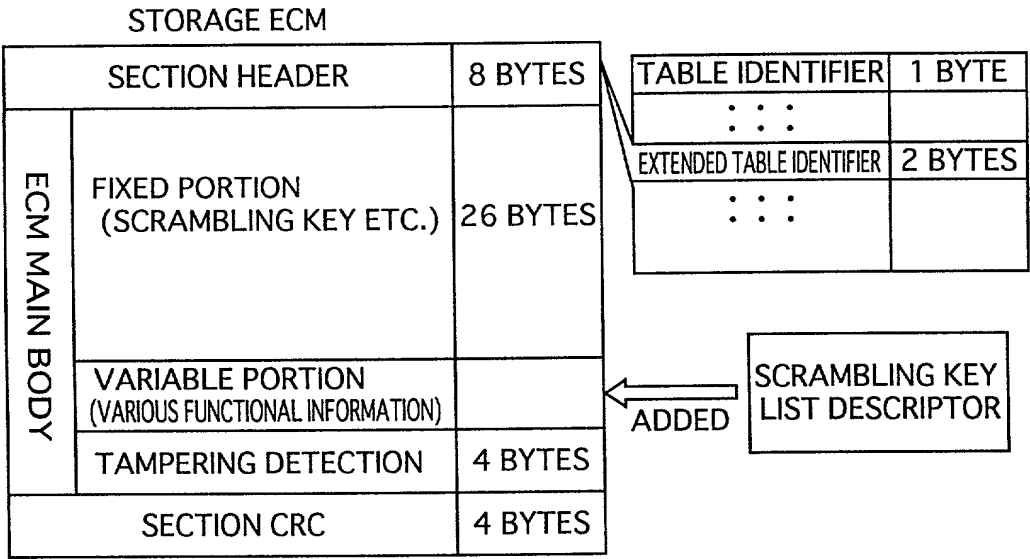 STORAGE ECM
SECTION HEADER 8 BYTES
ECM MAIN BODY
FIXED PORTION
(SCRAMBLING KEY ETC.) 26 BYTES
VARIABLE PORTION
(VARIOUS FUNCTIONAL INFORMATION)
TAMPERING DETECTION 4 BYTES
SECTION CRC 4 BYTES
TABLE IDENTIFIER 1 BYTE
EXTENDED TABLE IDENTIFIER 2 BYTES
ADDED
SCRAMBLING KEY
LIST DESCRIPTOR